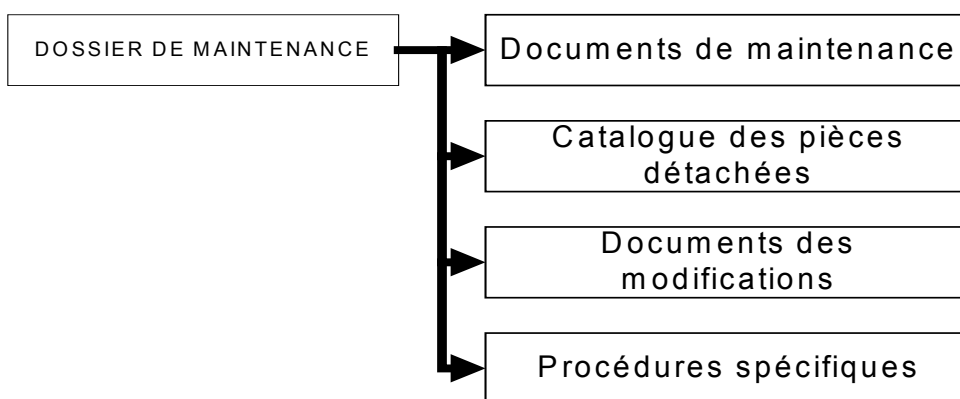 DOSSIER DE MAINTENANCE
Documents de maintenance
Catalogue des pièces
détachées
Documents des
modifications
Procédures spécifiques